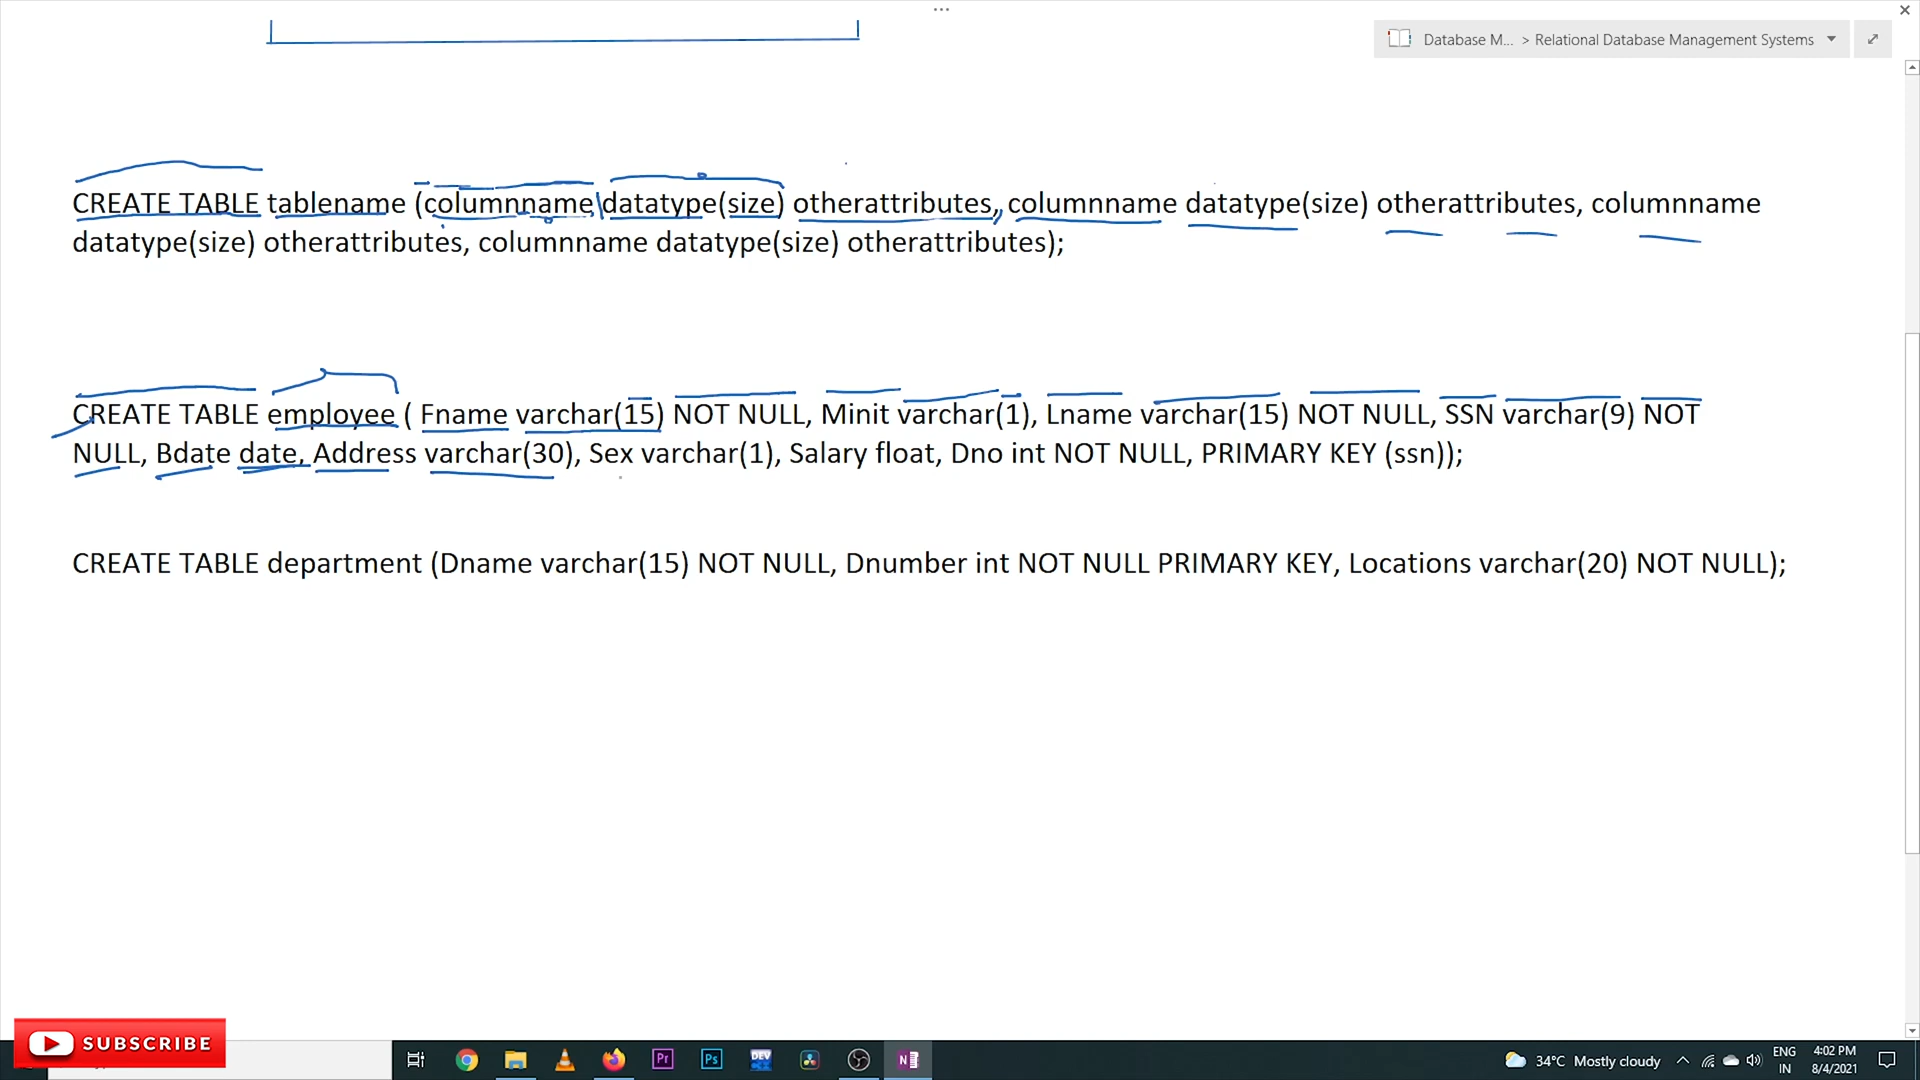 Database M... > Relational Database Management Systems
CREATE TABLE tablename (columnname datatype(size) otherattributes, columnname datatype(size) otherattributes, columnname
datatype(size) otherattributes, columnname datatype(size) otherattributes);
CREATE TABLE employee ( Fname varchar(15) NOT NULL, Minit varchar(1), Lname varchar(15) NOT NULL, SSN varchar(9) NOT
NULL, Bdate date, Address varchar(30), Sex varchar(1), Salary float, Dno int NOT NULL, PRIMARY KEY (ssn));
CREATE TABLE department (Dname varchar(15) NOT NULL, Dnumber int NOT NULL PRIMARY KEY, Locations varchar(20) NOT NULL);
SUBSCRIBE
Pr
Ps
DEV
N
34°C Mostly cloudy
ENG
IN
4:02 PM
8/4/2021